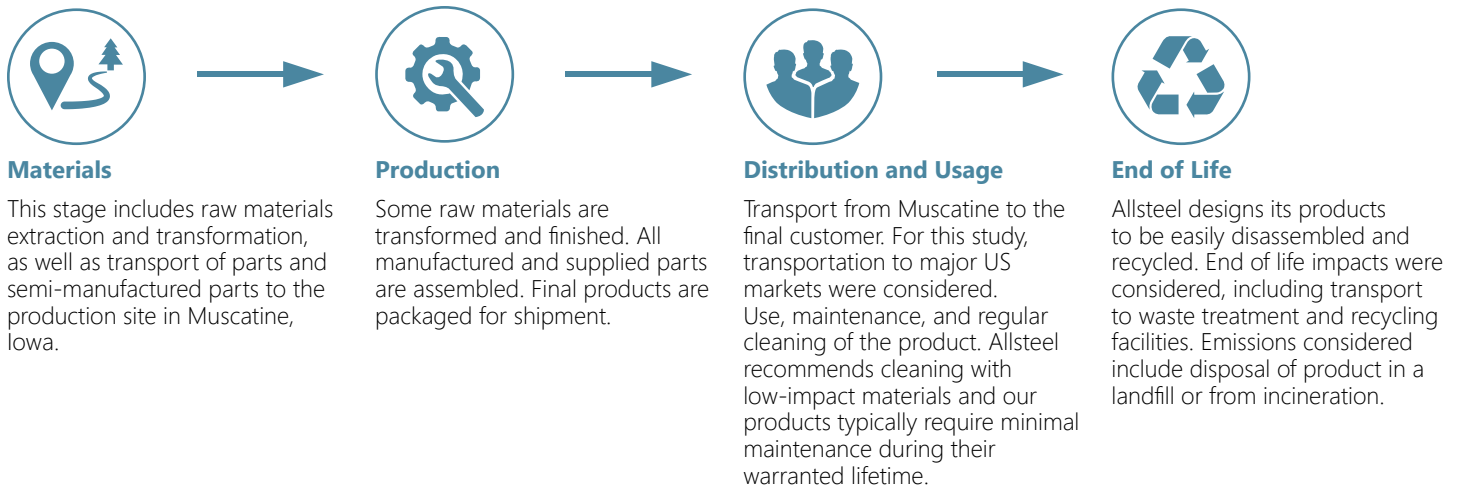 Materials
This stage includes raw materials
extraction and transformation,
as well as transport of parts and
semi-manufactured parts to the
production site in Muscatine,
Iowa.
Production
Some raw materials are
transformed and finished. All
manufactured and supplied parts
are assembled. Final products are
packaged for shipment.
Distribution and Usage
Transport from Muscatine to the
final customer. For this study,
transportation to major US
markets were considered.
Use, maintenance, and regular
cleaning of the product. Allsteel
recommends cleaning with
low-impact materials and our
products typically require minimal
maintenance during their
warranted lifetime.
End of Life
Allsteel designs its products
to be easily disassembled and
recycled. End of life impacts were
considered, including transport
to waste treatment and recycling
facilities. Emissions considered
include disposal of product in a
landfill or from incineration.